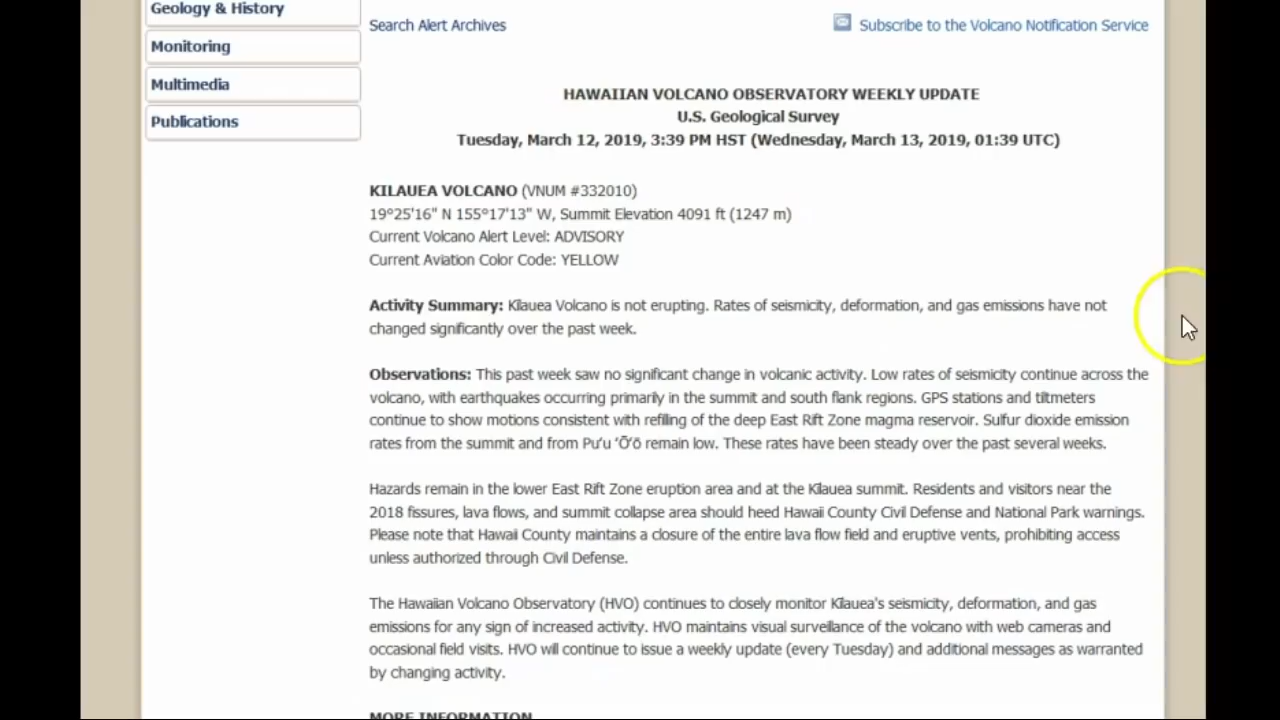 Geology & History
Monitoring
Multimedia
Publications
Search Alert Archives
Subscribe to the Volcano Notification Service
HAWAIIAN VOLCANO OBSERVATORY WEEKLY UPDATE
U.S. Geological Survey
Tuesday, March 12, 2019, 3:39 PM HST (Wednesday, March 13, 2019, 01:39 UTC)
KILAUEA VOLCANO (VNUM #332010)
19°25'16" N 155°17'13" W, Summit Elevation 4091 ft (1247 m)
Current Volcano Alert Level: ADVISORY
Current Aviation Color Code: YELLOW
Activity Summary: Kīlauea Volcano is not erupting. Rates of seismicity, deformation, and gas emissions have not
changed significantly over the past week.
Observations: This past week saw no significant change in volcanic activity. Low rates of seismicity continue across the
volcano, with earthquakes occurring primarily in the summit and south flank regions. GPS stations and tiltmeters
continue to show motions consistent with refilling of the deep East Rift Zone magma reservoir. Sulfur dioxide emission
rates from the summit and from Puʻu ʻŌʻō remain low. These rates have been steady over the past several weeks.
Hazards remain in the lower East Rift Zone eruption area and at the Kīlauea summit. Residents and visitors near the
2018 fissures, lava flows, and summit collapse area should heed Hawaii County Civil Defense and National Park warnings.
Please note that Hawaii County maintains a closure of the entire lava flow field and eruptive vents, prohibiting access
unless authorized through Civil Defense.
The Hawaiian Volcano Observatory (HVO) continues to closely monitor Kīlauea's seismicity, deformation, and gas
emissions for any sign of increased activity. HVO maintains visual surveillance of the volcano with web cameras and
occasional field visits. HVO will continue to issue a weekly update (every Tuesday) and additional messages as warranted
by changing activity.
MORE INFORMATION